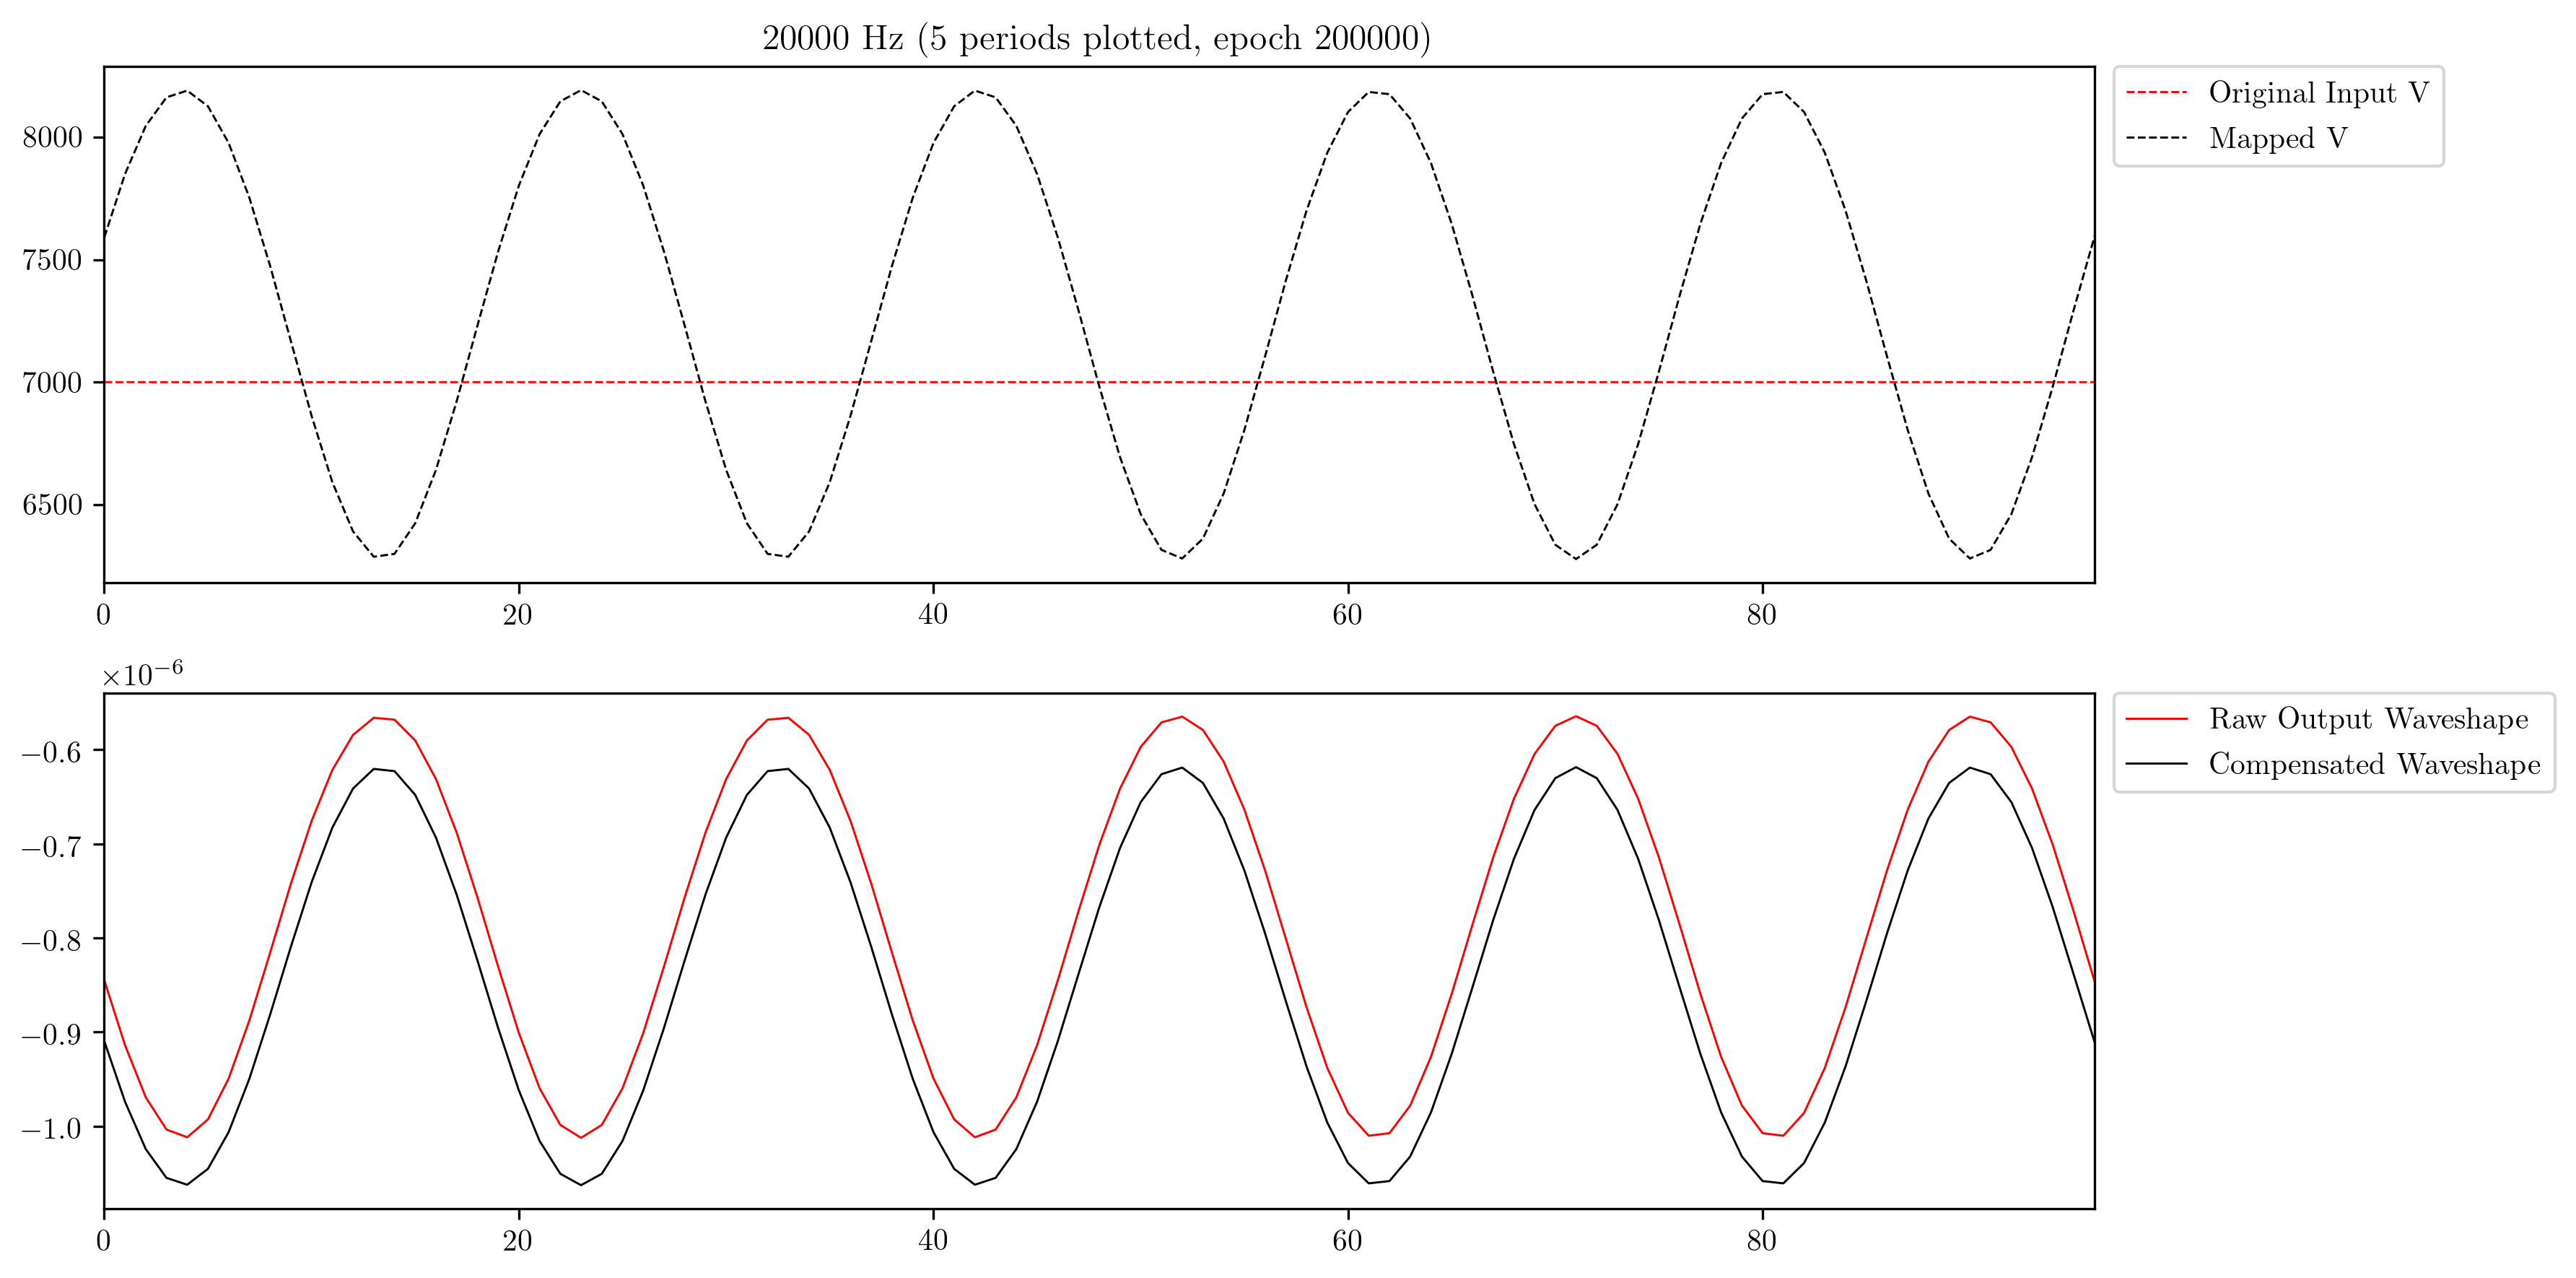 20000 Hz (5 periods plotted, epoch 200000)
Original Input V
Mapped V
8000
7500
7000
6500
0 20 40 60 80
×10⁻⁶
Raw Output Waveshape
Compensated Waveshape
−0.6
−0.7
−0.8
−0.9
−1.0
0 20 40 60 80